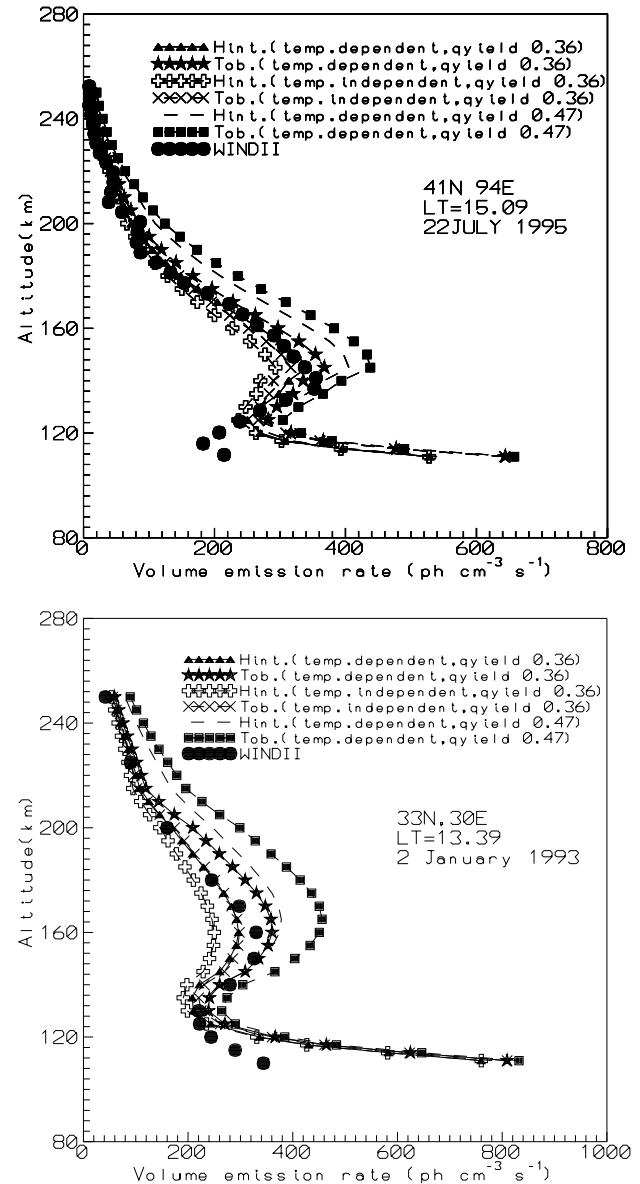 280
240
200
160
120
80
Altitude(km)
Hint.(temp.dependent,qyield 0.36)
Tob.(temp.dependent,qyield 0.36)
Hint.(temp.independent,qyield 0.36)
Tob.(temp.independent,qyield 0.36)
Hint.(temp.dependent,qyield 0.47)
Tob.(temp.dependent,qyield 0.47)
WINDII
41N 94E
LT=15.09
22JULY 1995
0 200 400 600 800
Volume emission rate (ph cm⁻³ s⁻¹)
280
240
200
160
120
80
Altitude(km)
Hint.(temp.dependent,qyield 0.36)
Tob.(temp.dependent,qyield 0.36)
Hint.(temp.independent,qyield 0.36)
Tob.(temp.independent,qyield 0.36)
Hint.(temp.dependent,qyield 0.47)
Tob.(temp.dependent,qyield 0.47)
WINDII
33N,30E
LT=13.39
2 January 1993
0 200 400 600 800 1000
Volume emission rate (ph cm⁻³ s⁻¹)